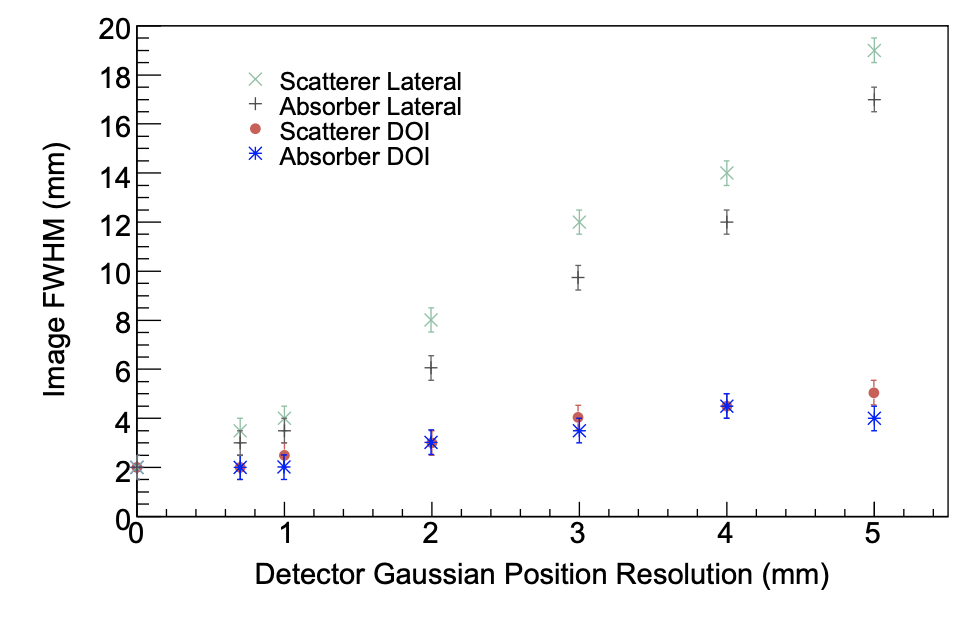 20
18
16
14
12
10
8
6
4
2
0
Image FWHM (mm)
Scatterer Lateral
Absorber Lateral
Scatterer DOI
Absorber DOI
0 1 2 3 4 5
Detector Gaussian Position Resolution (mm)